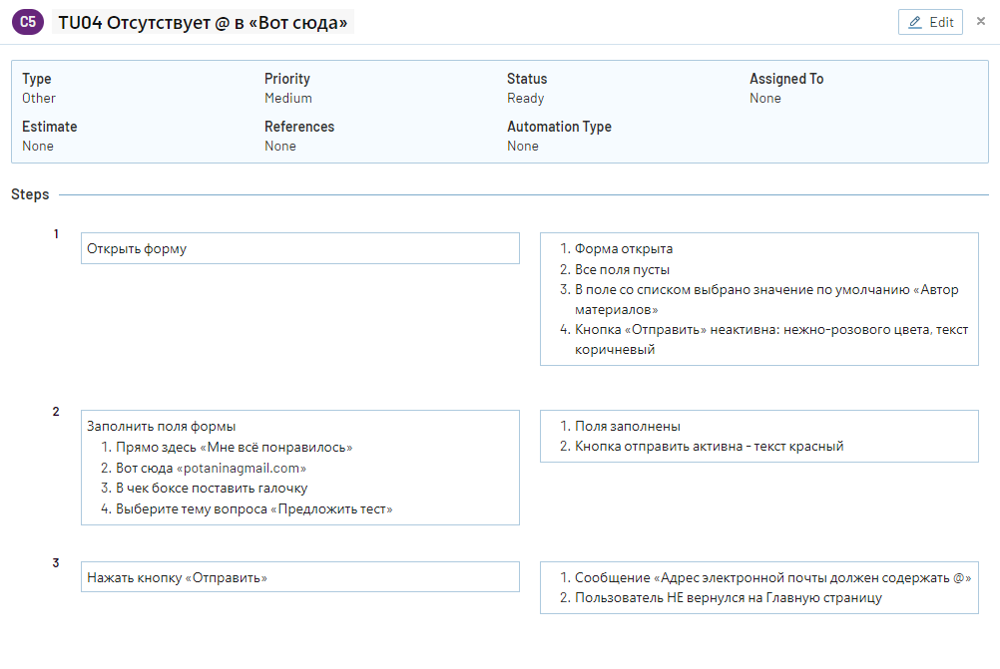 C5
TU04 Отсутствует @ в «Вот сюда»
Edit
×
Type
Other
Priority
Medium
Status
Ready
Assigned To
None
Estimate
None
References
None
Automation Type
None
Steps
1
Открыть форму
1. Форма открыта
2. Все поля пусты
3. В поле со списком выбрано значение по умолчанию «Автор
материалов»
4. Кнопка «Отправить» неактивна: нежно-розового цвета, текст
коричневый
2
Заполнить поля формы
1. Прямо здесь «Мне всё понравилось»
2. Вот сюда «potaninagmail.com»
3. В чек боксе поставить галочку
4. Выберите тему вопроса «Предложить тест»
1. Поля заполнены
2. Кнопка отправить активна - текст красный
3
Нажать кнопку «Отправить»
1. Сообщение «Адрес электронной почты должен содержать @»
2. Пользователь НЕ вернулся на Главную страницу